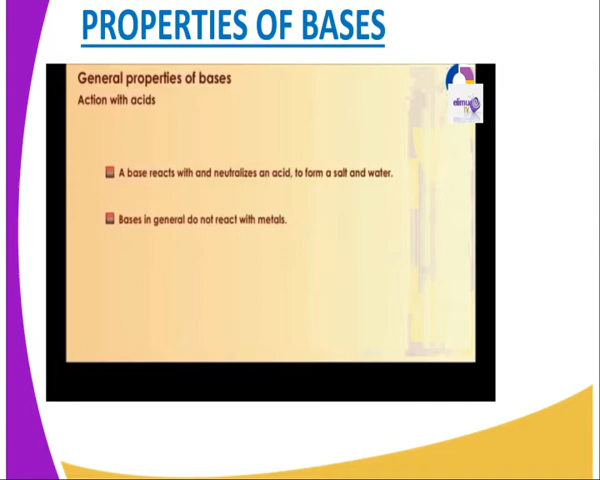 PROPERTIES OF BASES
General properties of bases
Action with acids
elimu
A base reacts with and neutralizes an acid, to form a salt and water.
Bases in general do not react with metals.